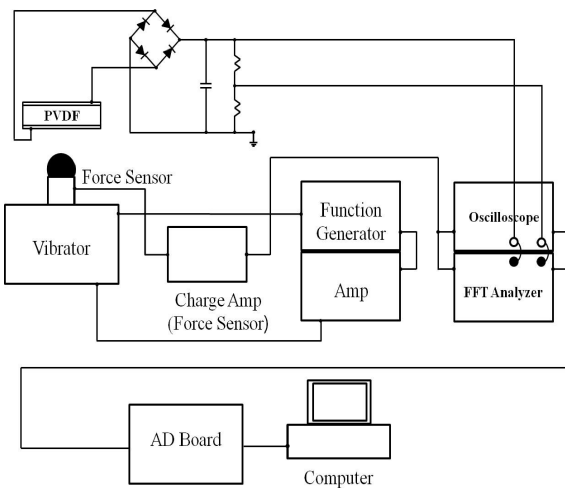 PVDF
Force Sensor
Vibrator
Charge Amp
(Force Sensor)
Function
Generator
Amp
Oscilloscope
FFT Analyzer
AD Board
Computer